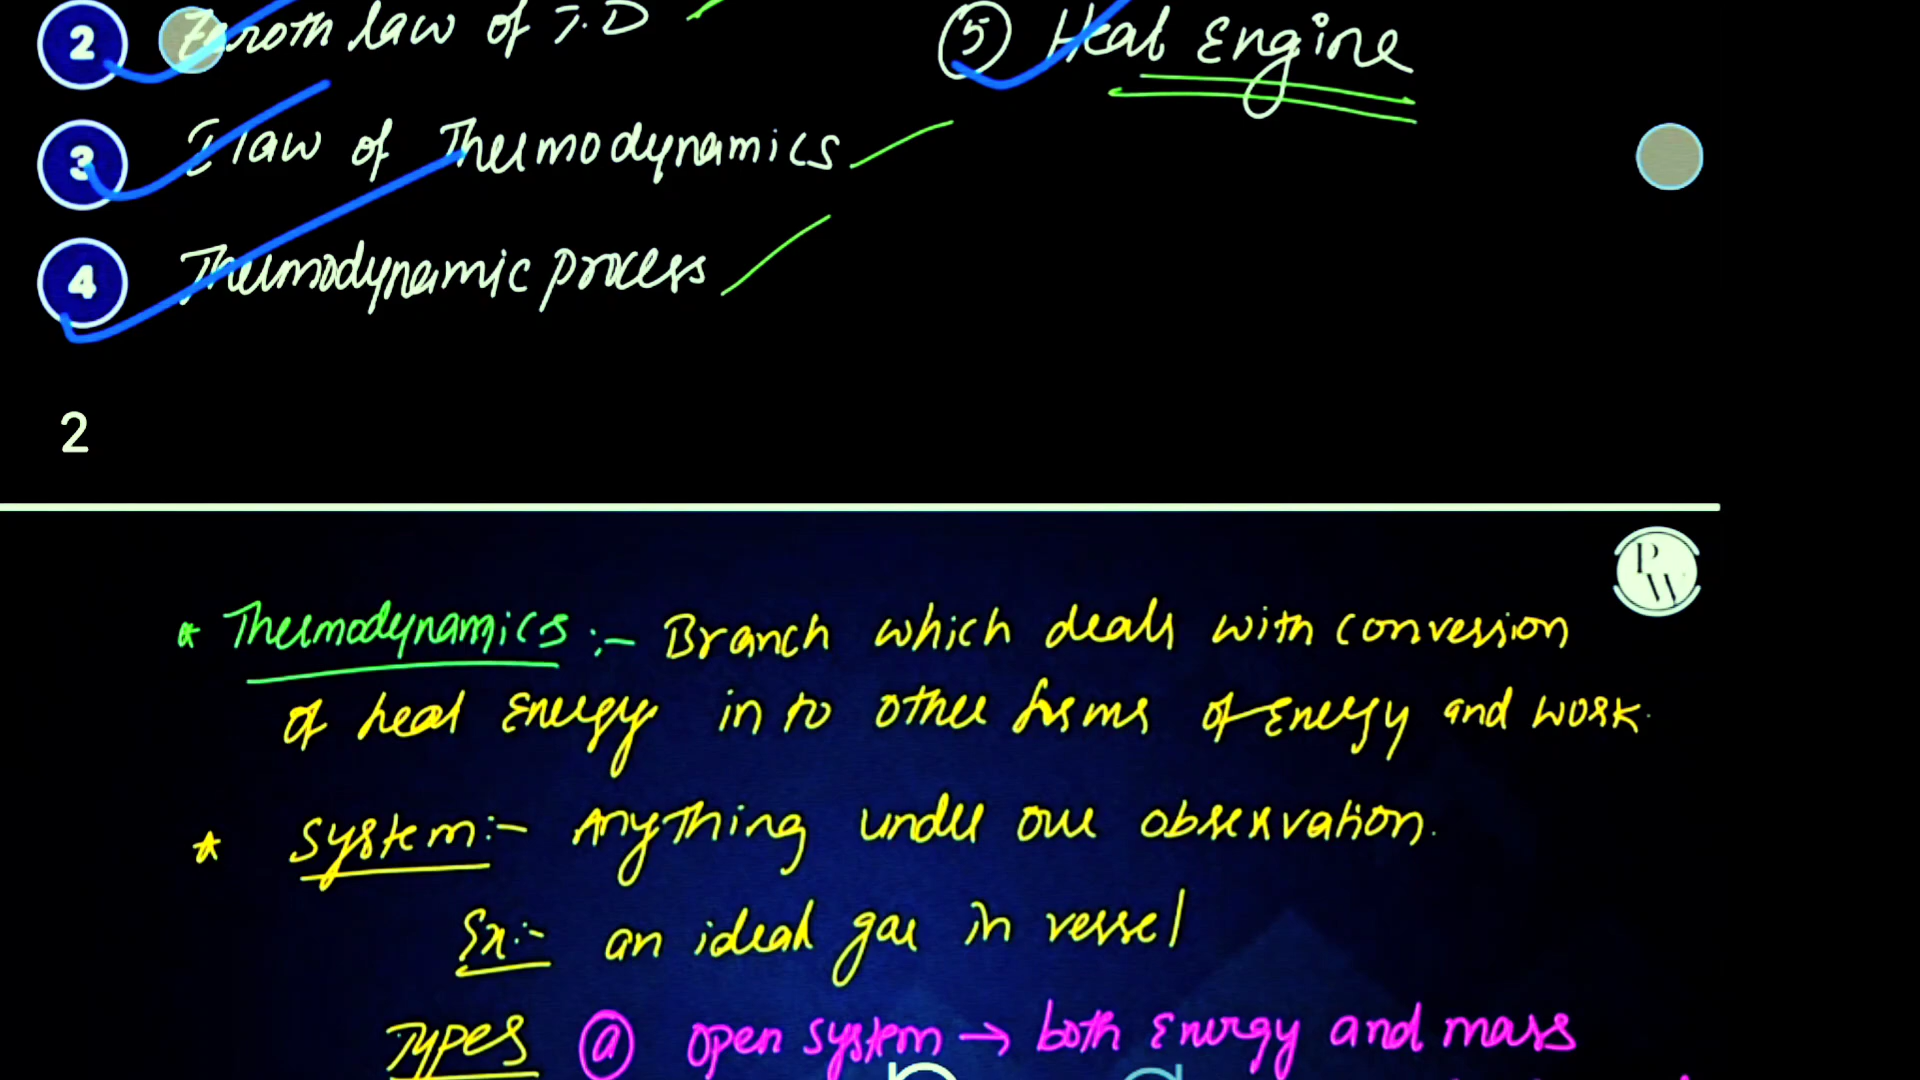 2 Zeroth law of T.D
5 Heat Engine
3 I law of Thermodynamics
4 Thermodynamic process
2
PW
* Thermodynamics :- Branch which deals with conversion
of heat Energy in to other forms of Energy and work.
* System :- Anything under our observation.
Ex:- an ideal gas in vessel
Types a open system → both Energy and mass